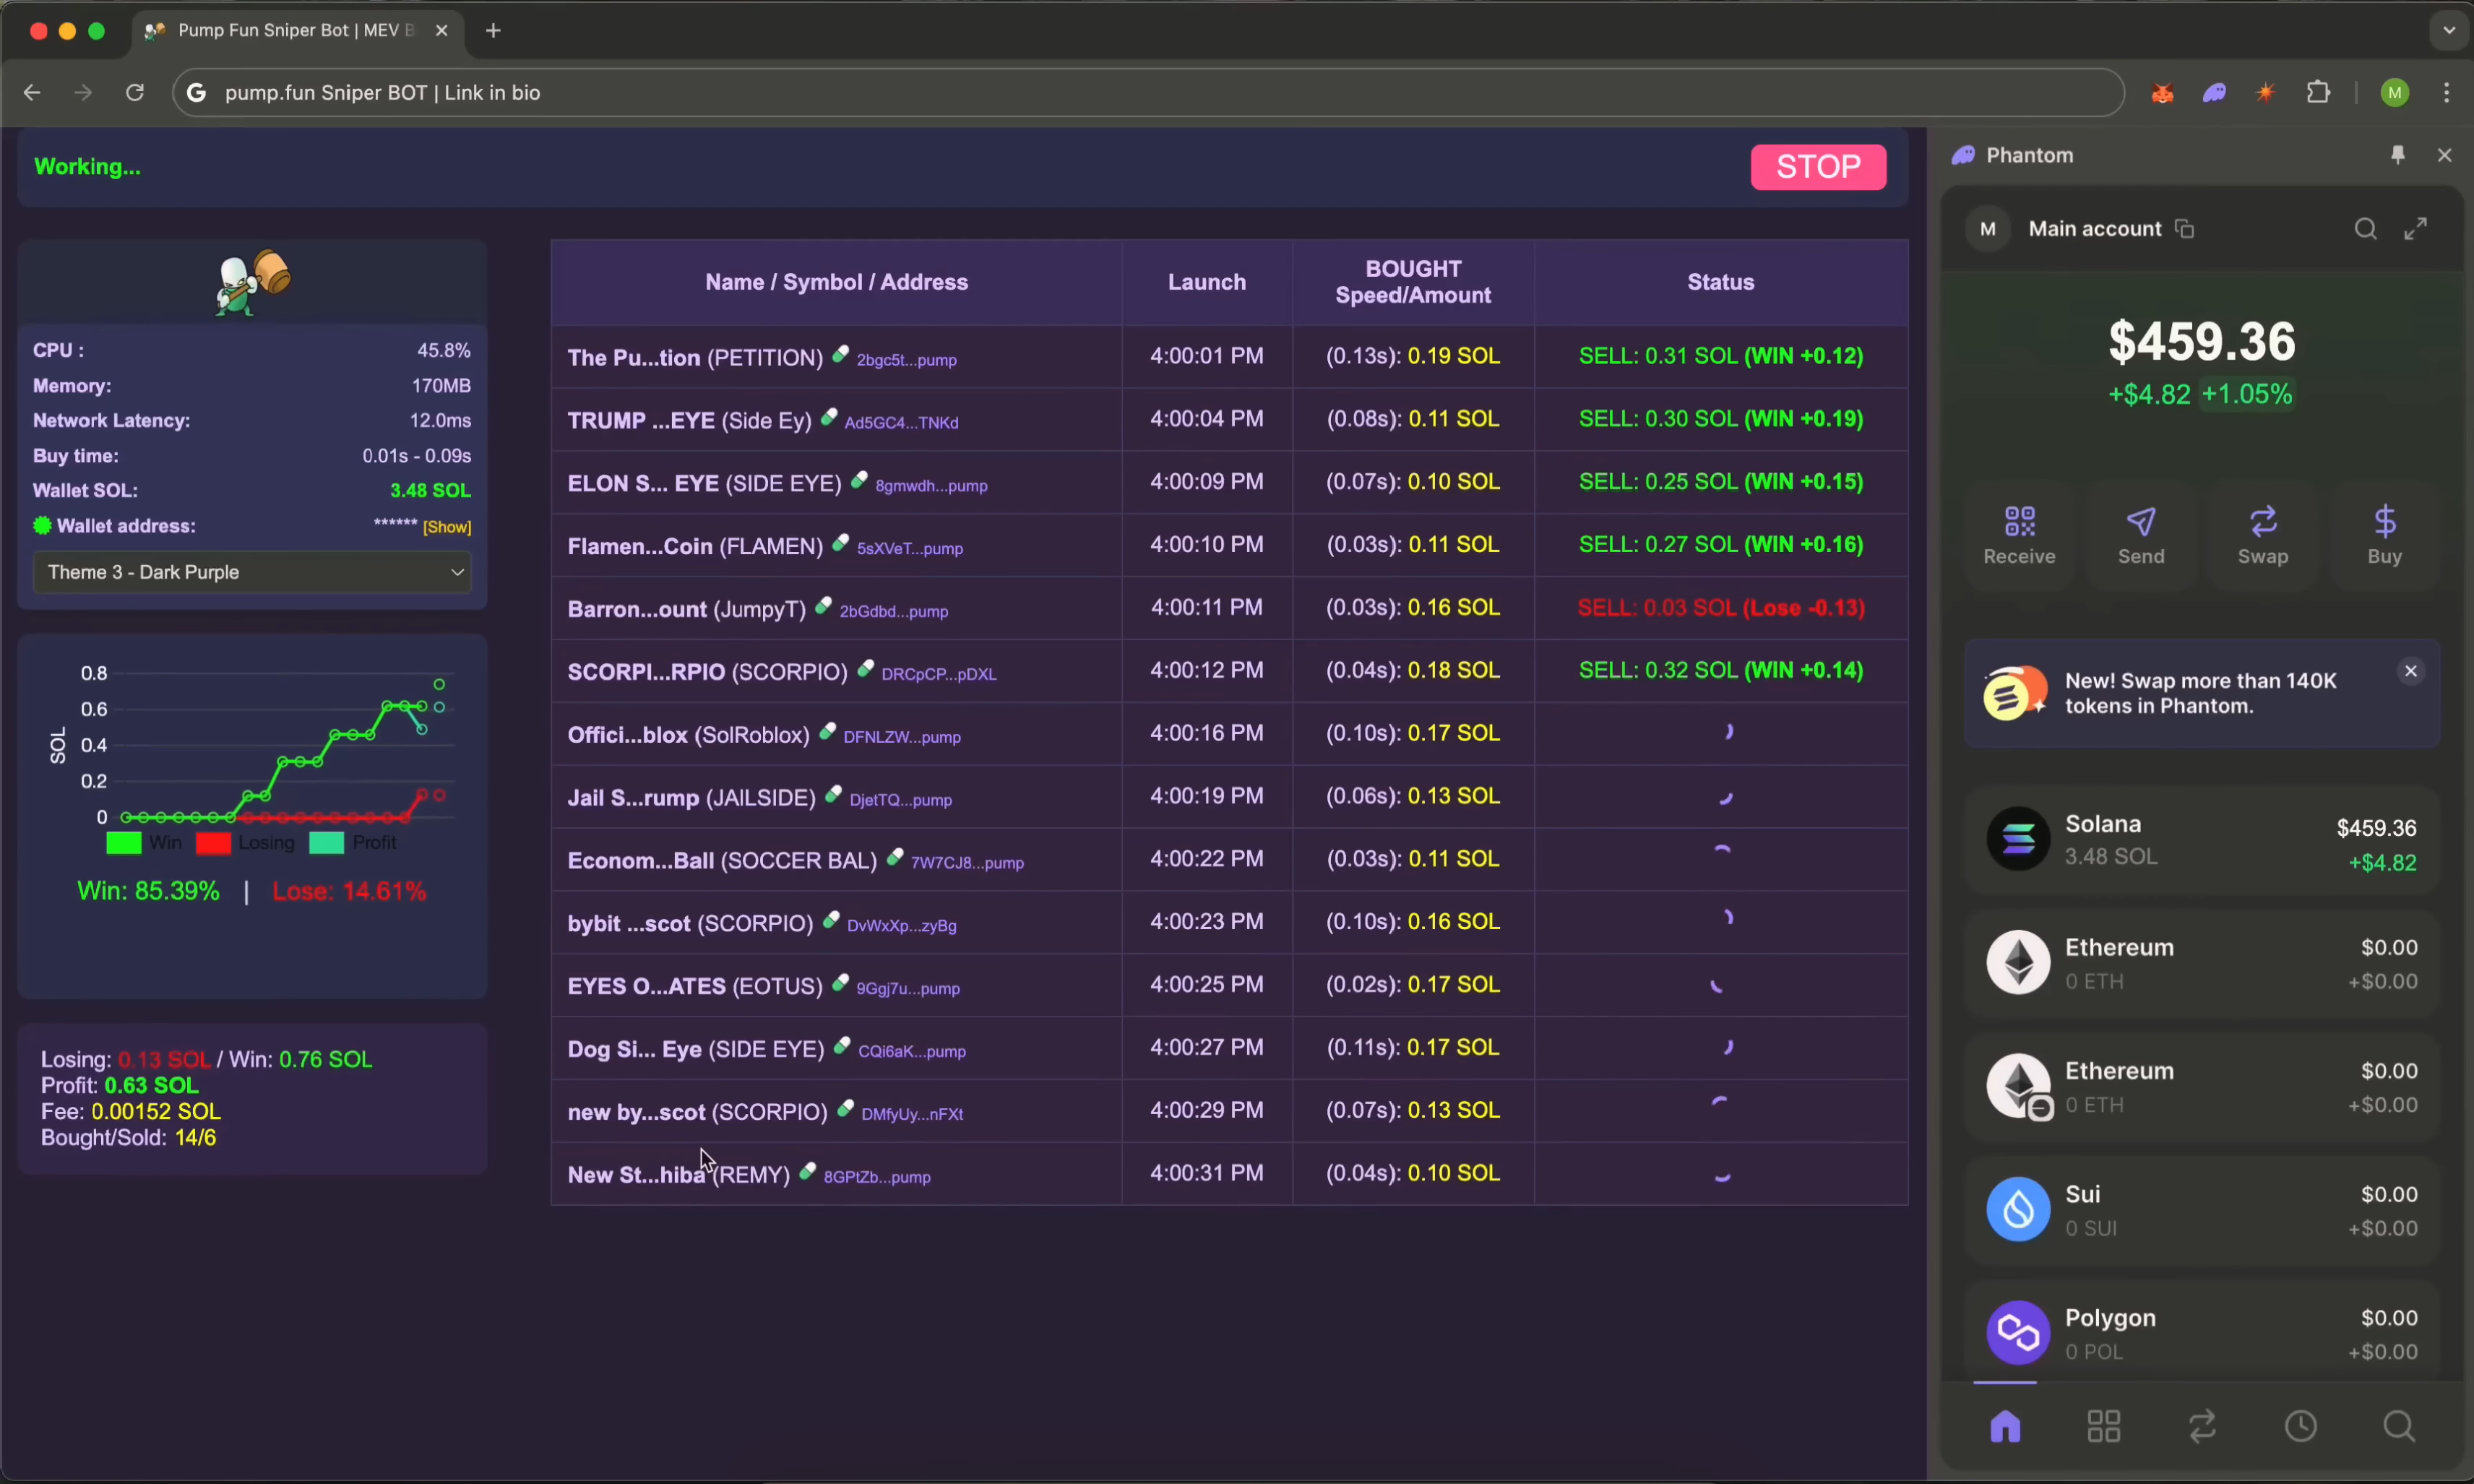 Pump Fun Sniper Bot | MEV B
pump.fun Sniper BOT | Link in bio
M
Working...
STOP
CPU : 45.8%
Memory: 170MB
Network Latency: 12.0ms
Buy time: 0.01s - 0.09s
Wallet SOL: 3.48 SOL
Wallet address: ****** [Show]
Theme 3 - Dark Purple
SOL
0.8
0.6
0.4
0.2
0
Win Losing Profit
Win: 85.39% | Lose: 14.61%
Losing: 0.13 SOL / Win: 0.76 SOL
Profit: 0.63 SOL
Fee: 0.00152 SOL
Bought/Sold: 14/6
Name / Symbol / Address Launch BOUGHT Speed/Amount Status
The Pu...tion (PETITION) 2bgc5t...pump 4:00:01 PM (0.13s): 0.19 SOL SELL: 0.31 SOL (WIN +0.12)
TRUMP ...EYE (Side Ey) Ad5GC4...TNKd 4:00:04 PM (0.08s): 0.11 SOL SELL: 0.30 SOL (WIN +0.19)
ELON S... EYE (SIDE EYE) 8gmwdh...pump 4:00:09 PM (0.07s): 0.10 SOL SELL: 0.25 SOL (WIN +0.15)
Flamen...Coin (FLAMEN) 5sXVeT...pump 4:00:10 PM (0.03s): 0.11 SOL SELL: 0.27 SOL (WIN +0.16)
Barron...ount (JumpyT) 2bGdbd...pump 4:00:11 PM (0.03s): 0.16 SOL SELL: 0.03 SOL (Lose -0.13)
SCORPI...RPIO (SCORPIO) DRCpCP...pDXL 4:00:12 PM (0.04s): 0.18 SOL SELL: 0.32 SOL (WIN +0.14)
Offici...blox (SolRoblox) DFNLZW...pump 4:00:16 PM (0.10s): 0.17 SOL
Jail S...rump (JAILSIDE) DjetTQ...pump 4:00:19 PM (0.06s): 0.13 SOL
Econom...Ball (SOCCER BAL) 7W7CJ8...pump 4:00:22 PM (0.03s): 0.11 SOL
bybit ...scot (SCORPIO) DvWxXp...zyBg 4:00:23 PM (0.10s): 0.16 SOL
EYES O...ATES (EOTUS) 9Ggj7u...pump 4:00:25 PM (0.02s): 0.17 SOL
Dog Si... Eye (SIDE EYE) CQi6aK...pump 4:00:27 PM (0.11s): 0.17 SOL
new by...scot (SCORPIO) DMfyUy...nFXt 4:00:29 PM (0.07s): 0.13 SOL
New St...hiba (REMY) 8GPtZb...pump 4:00:31 PM (0.04s): 0.10 SOL
Phantom
M Main account
$459.36
+$4.82 +1.05%
Receive Send Swap Buy
New! Swap more than 140K
tokens in Phantom.
Solana $459.36
3.48 SOL +$4.82
Ethereum $0.00
0 ETH +$0.00
Ethereum $0.00
0 ETH +$0.00
Sui $0.00
0 SUI +$0.00
Polygon $0.00
0 POL +$0.00